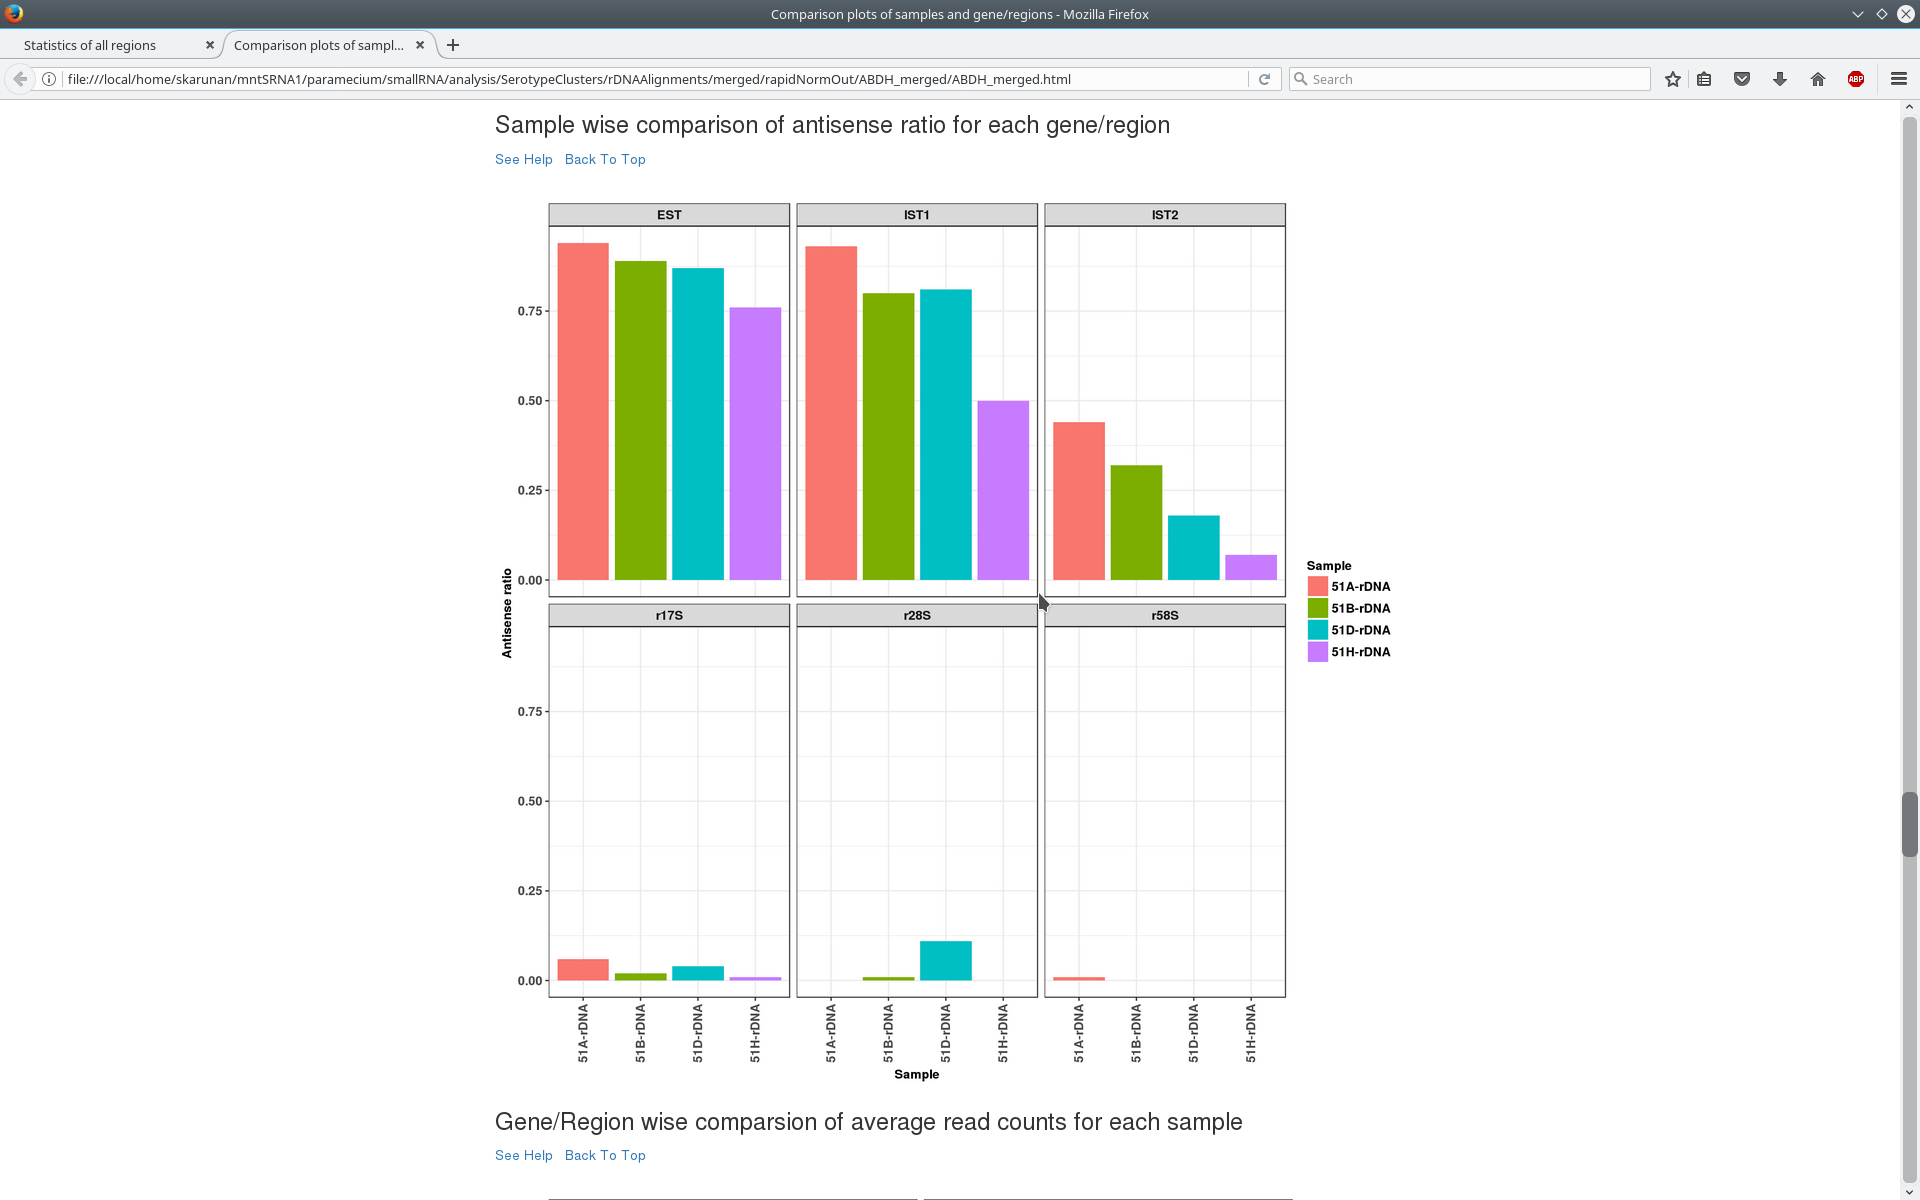 Comparison plots of samples and gene/regions - Mozilla Firefox
Statistics of all regions
Comparison plots of sampl...
file:///local/home/skarunan/mntSRNA1/paramecium/smallRNA/analysis/SerotypeClusters/rDNAAlignments/merged/rapidNormOut/ABDH_merged/ABDH_merged.html
Search
ABP
Sample wise comparison of antisense ratio for each gene/region
See Help Back To Top
EST IST1 IST2
0.75
0.50
0.25
0.00
Antisense ratio
Sample
51A-rDNA
51B-rDNA
51D-rDNA
51H-rDNA
r17S r28S r58S
0.75
0.50
0.25
0.00
51A-rDNA 51B-rDNA 51D-rDNA 51H-rDNA 51A-rDNA 51B-rDNA 51D-rDNA 51H-rDNA 51A-rDNA 51B-rDNA 51D-rDNA 51H-rDNA
Sample
Gene/Region wise comparsion of average read counts for each sample
See Help Back To Top